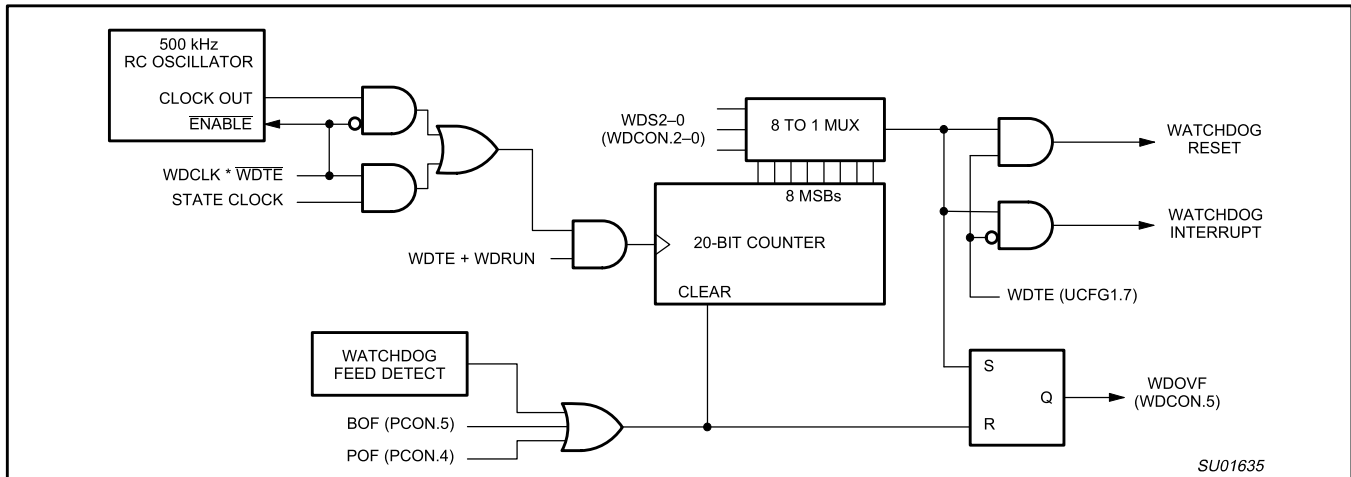 500 kHz
RC OSCILLATOR
CLOCK OUT
ENABLE
WDCLK * WDTE
STATE CLOCK
WDS2–0
(WDCON.2–0)
8 TO 1 MUX
8 MSBs
20-BIT COUNTER
CLEAR
WDTE + WDRUN
WATCHDOG
RESET
WATCHDOG
INTERRUPT
WDTE (UCFG1.7)
WATCHDOG
FEED DETECT
BOF (PCON.5)
POF (PCON.4)
S
R
Q
WDOVF
(WDCON.5)
SU01635